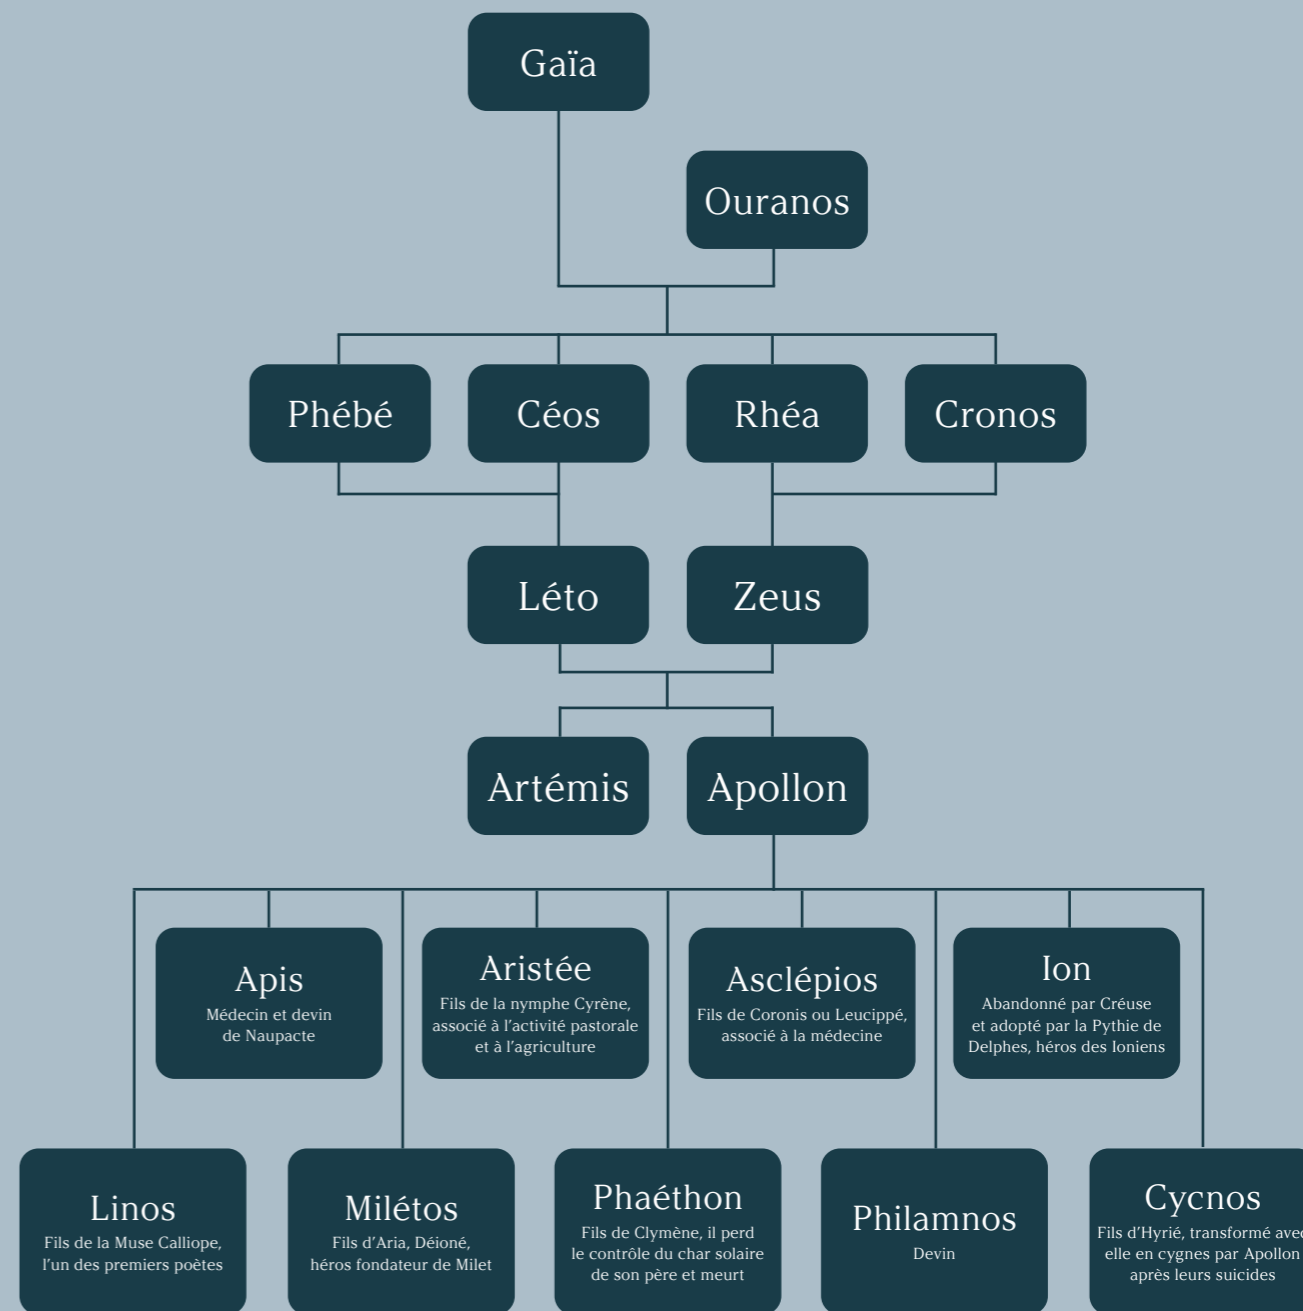 Gaïa
Ouranos
Phébé
Céos
Rhéa
Cronos
Léto
Zeus
Artémis
Apollon
Apis
Médecin et devin
de Naupacte
Aristée
Fils de la nymphe Cyrène,
associé à l’activité pastorale
et à l’agriculture
Asclépios
Fils de Coronis ou Leucippé,
associé à la médecine
Ion
Abandonné par Créuse
et adopté par la Pythie de
Delphes, héros des Ioniens
Linos
Fils de la Muse Calliope,
l’un des premiers poètes
Milétos
Fils d’Aria, Déioné,
héros fondateur de Milet
Phaéthon
Fils de Clymène, il perd
le contrôle du char solaire
de son père et meurt
Philamnos
Devin
Cycnos
Fils d’Hyrié, transformé avec
elle en cygnes par Apollon
après leurs suicides